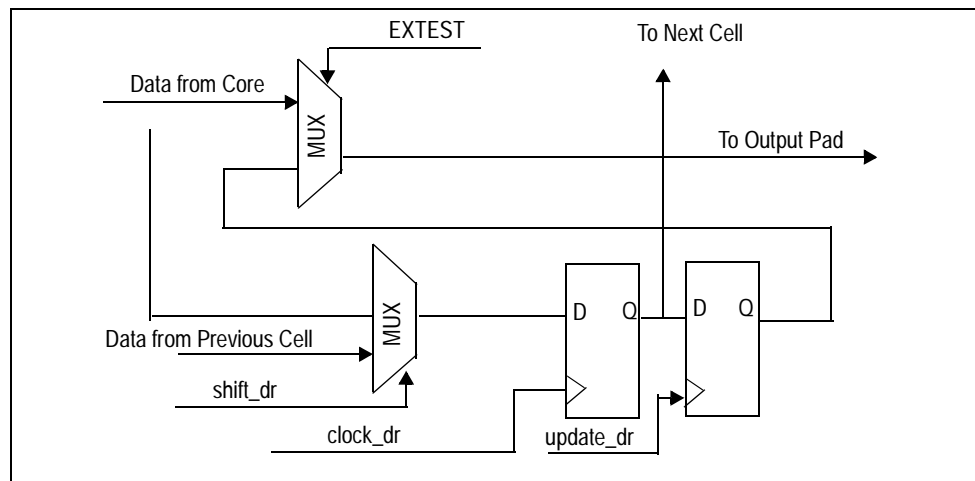 EXTEST
To Next Cell
Data from Core
MUX
To Output Pad
MUX
D Q
D Q
Data from Previous Cell
shift_dr
clock_dr
update_dr